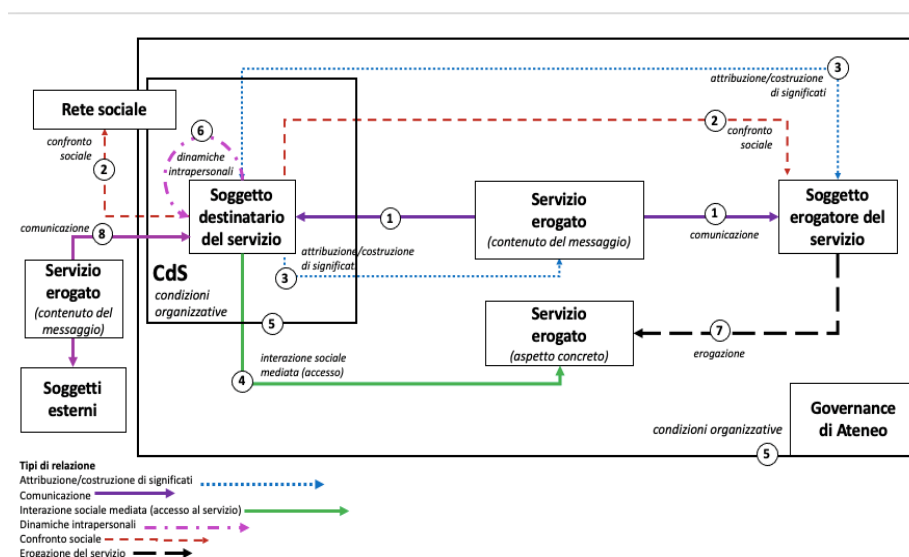 3
attribuzione/costruzione
di significati
Rete sociale
6
2
confronto
sociale
confronto
sociale
2
dinamiche
intrapersonali
Soggetto
destinatario
del servizio
1
Servizio
erogato
(contenuto del messaggio)
1
comunicazione
Soggetto
erogatore del
servizio
comunicazione
8
attribuzione/costruzione
di significati
3
Servizio
erogato
(contenuto del
messaggio)
CdS
condizioni
organizzative
5
Servizio
erogato
(aspetto concreto)
7
erogazione
interazione sociale
mediata (accesso)
4
Soggetti
esterni
Governance
di Ateneo
condizioni organizzative
5
Tipi di relazione
Attribuzione/costruzione di significati
Comunicazione
Interazione sociale mediata (accesso al servizio)
Dinamiche intrapersonali
Confronto sociale
Erogazione del servizio